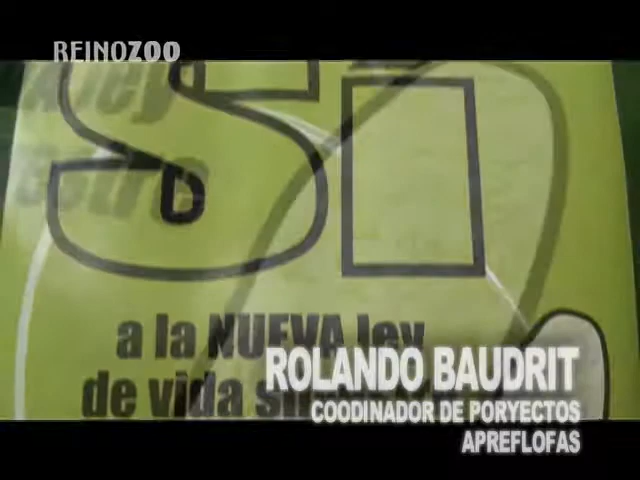 REINOZOO
Sí
a la NUEVA ley
de vida
ROLANDO BAUDRIT
COODINADOR DE PORYECTOS
APREFLOFAS